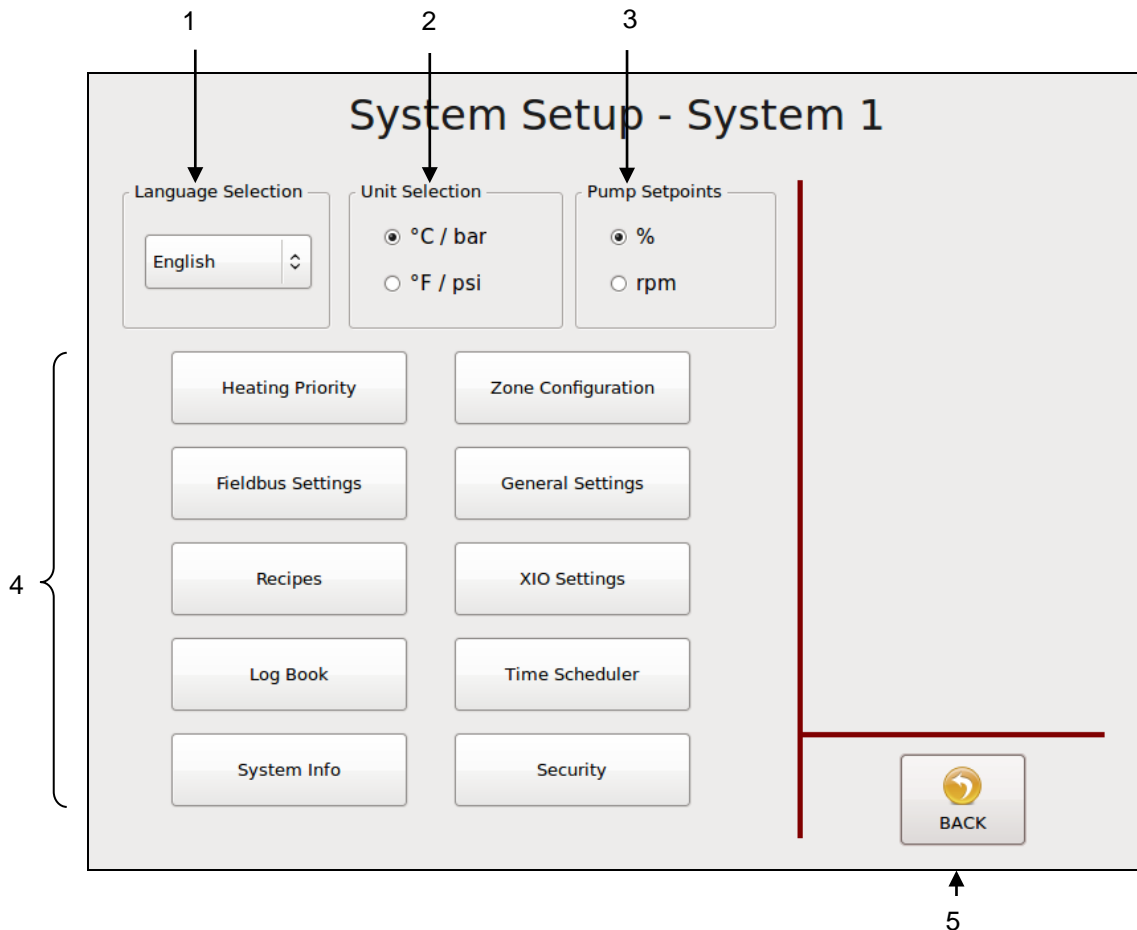 1 2 3
System Setup - System 1
Language Selection Unit Selection Pump Setpoints
English °C / bar %
°F / psi rpm
4
Heating Priority Zone Configuration
Fieldbus Settings General Settings
Recipes XIO Settings
Log Book Time Scheduler
System Info Security
BACK
5